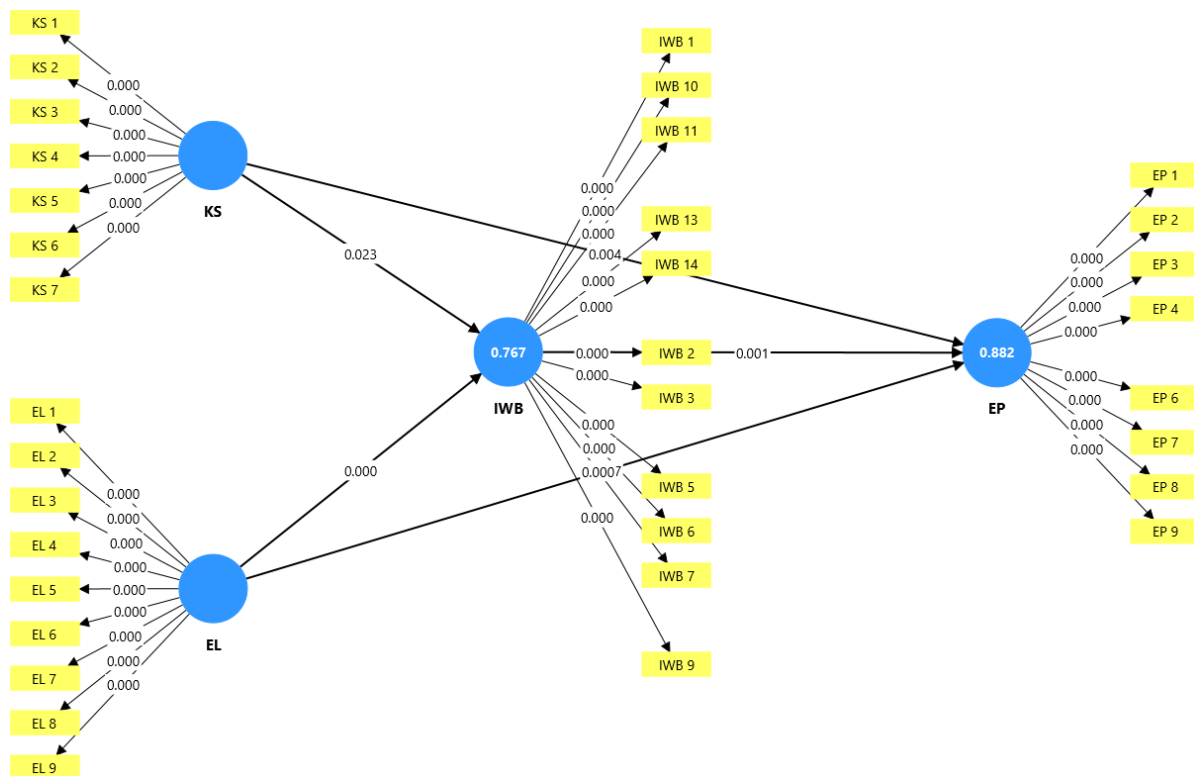 KS 1
KS 2
KS 3
KS 4
KS 5
KS 6
KS 7
0.000
0.000
0.000
0.000
0.000
0.000
0.000
KS
0.023
0.004
EL 1
EL 2
EL 3
EL 4
EL 5
EL 6
EL 7
EL 8
EL 9
0.000
0.000
0.000
0.000
0.000
0.000
0.000
0.000
0.000
EL
0.000
0.767
IWB
0.000
0.000
0.000
0.000
0.000
0.000
0.000
0.000
0.000
0.000
IWB 1
IWB 10
IWB 11
IWB 13
IWB 14
IWB 2
IWB 3
IWB 5
IWB 6
IWB 7
IWB 9
0.001
0.882
EP
0.000
0.000
0.000
0.000
0.000
0.000
0.000
0.000
EP 1
EP 2
EP 3
EP 4
EP 6
EP 7
EP 8
EP 9